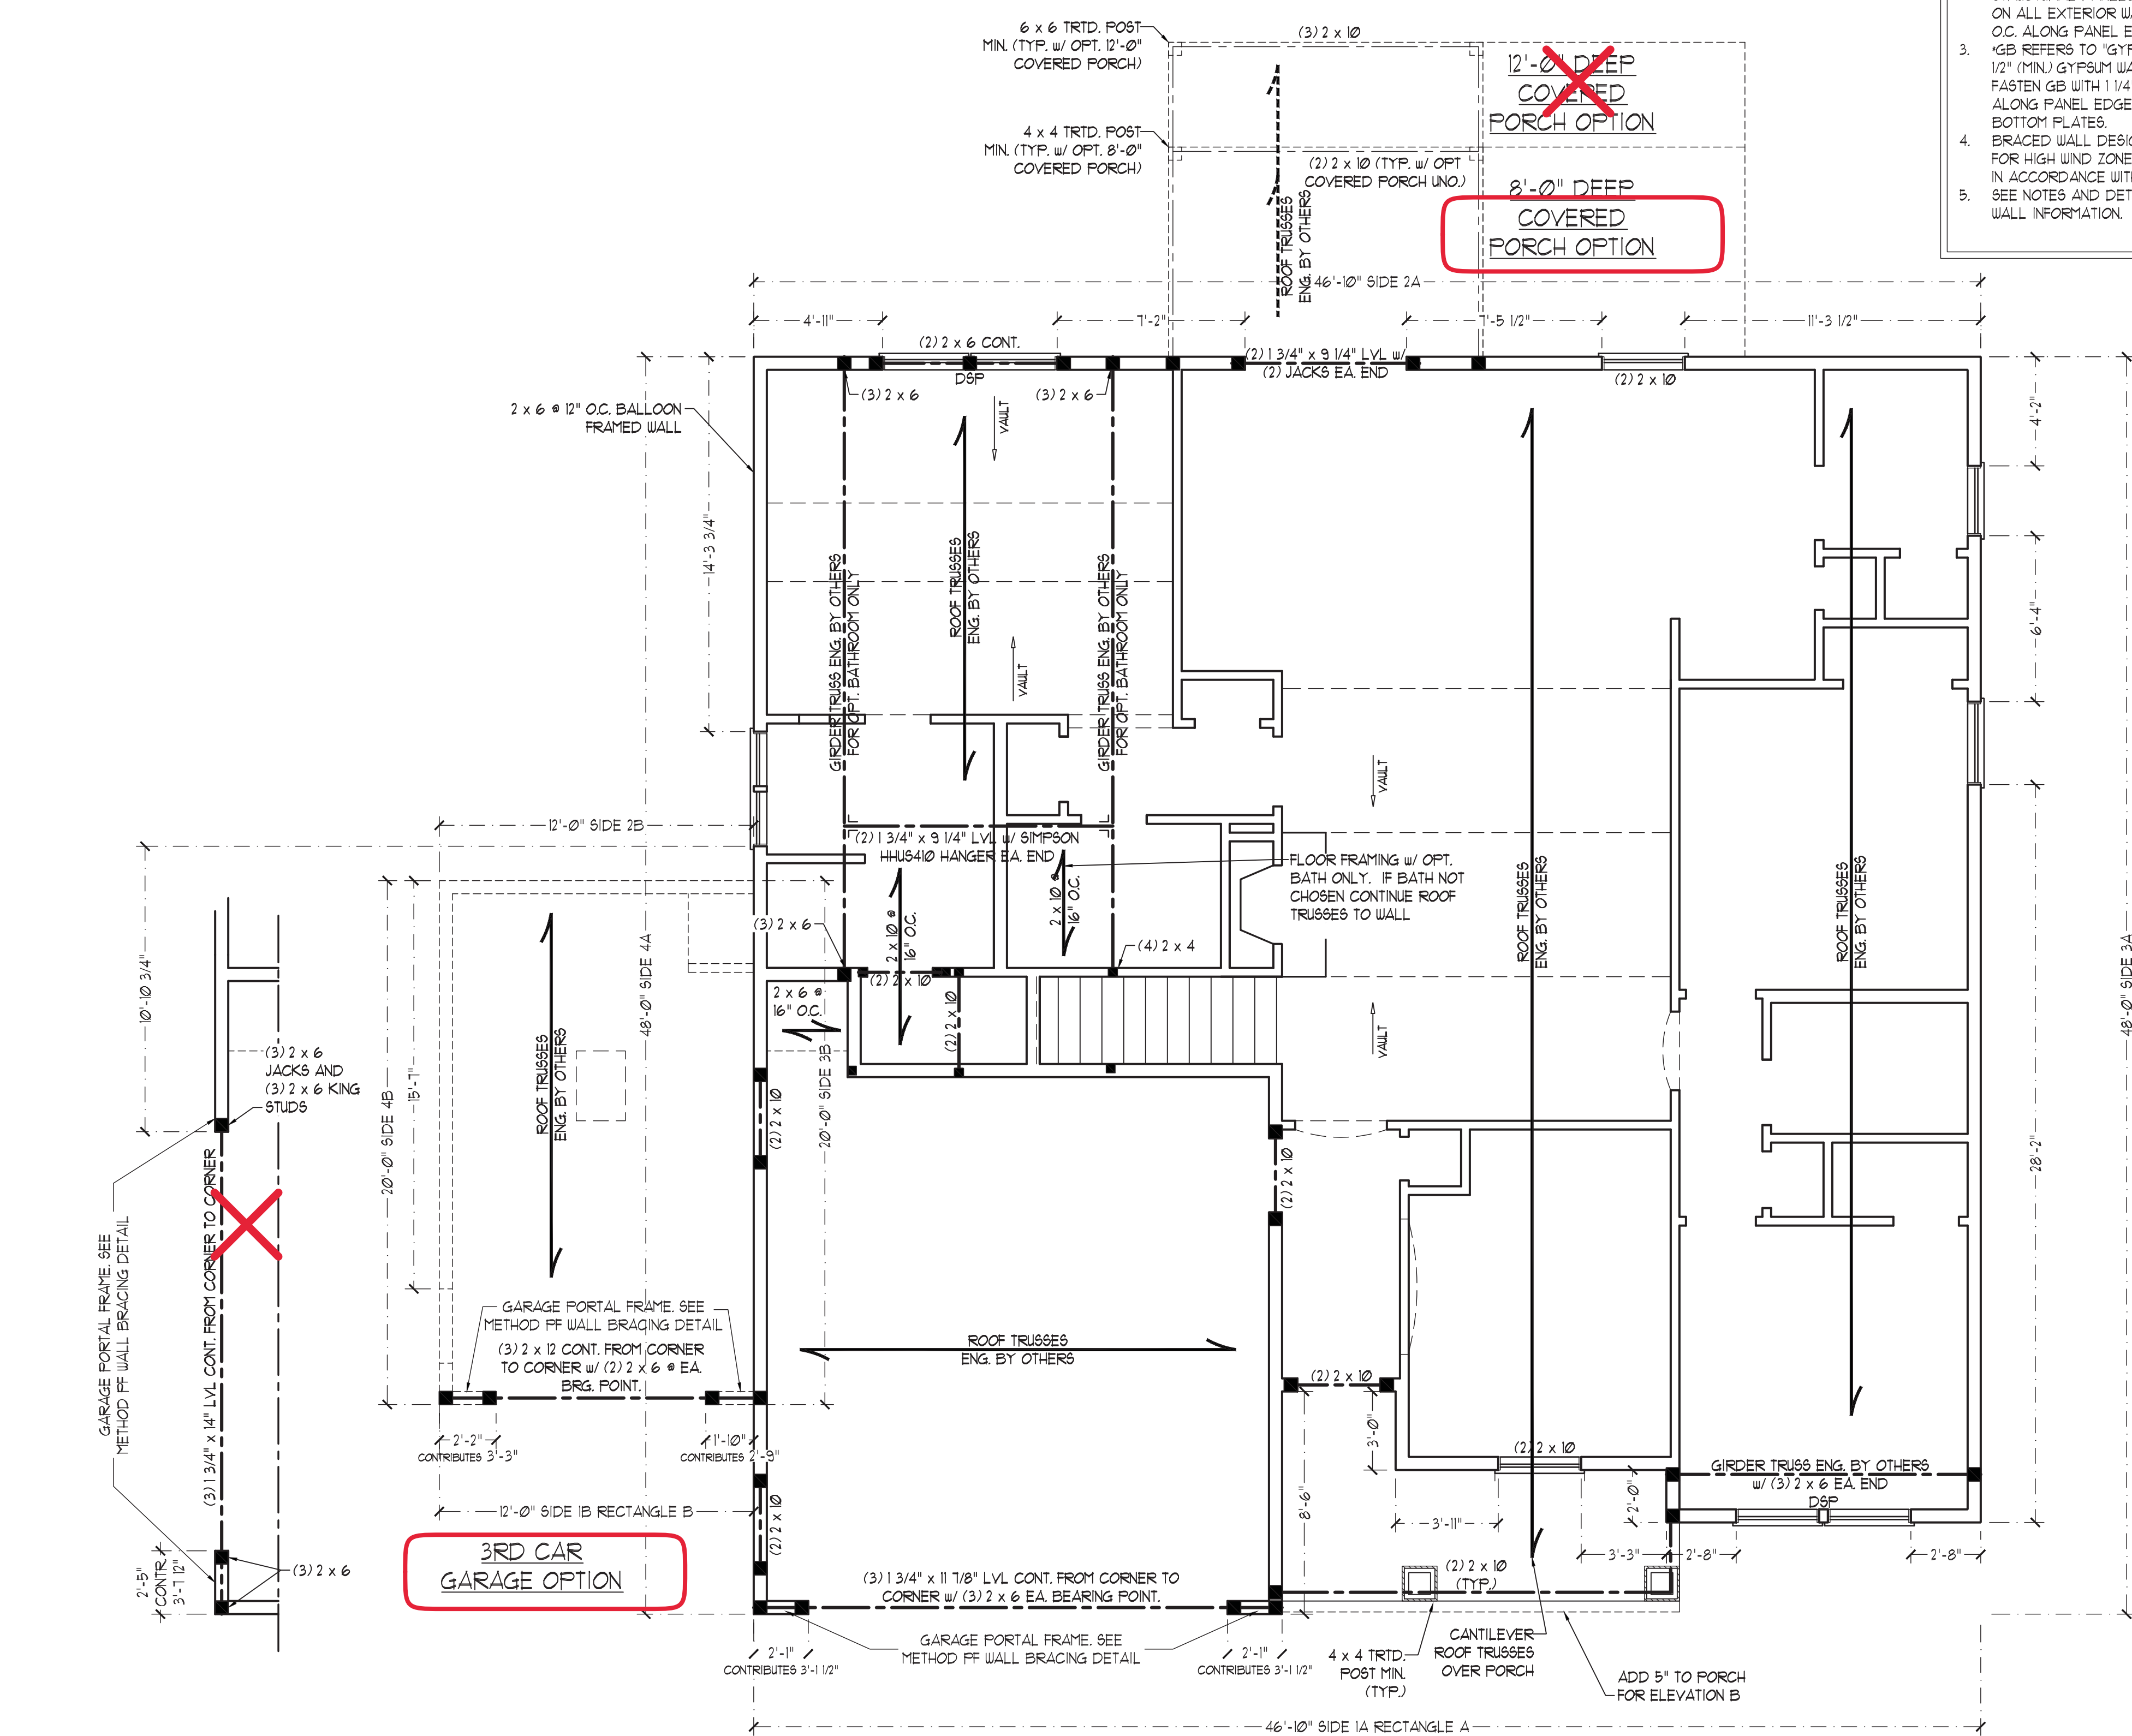 6 x 6 TRTD. POST
MIN. (TYP. w/ OPT. 12'-0"
COVERED PORCH)
(3) 2 x 10
12'-0" DEEP
COVERED
PORCH OPTION
4 x 4 TRTD. POST
MIN. (TYP. w/ OPT. 8'-0"
COVERED PORCH)
(2) 2 x 10 (TYP. w/ OPT
COVERED PORCH UNO.)
8'-0" DEEP
COVERED
PORCH OPTION
ROOF TRUSSES
ENG. BY OTHERS
ON ALL EXTERIOR
O.C. ALONG PANEL
3. "GB REFERS TO
1/2" (MIN.) GYPSUM
FASTEN GB WITH 1 1/4
ALONG PANEL
BOTTOM PLATES.
4. BRACED WALL
FOR HIGH WIND
IN ACCORDANCE
5. SEE NOTES AND
WALL INFORMATION.
46'-10" SIDE 2A
4'-11"
7'-2"
7'-5 1/2"
11'-3 1/2"
(2) 2 x 6 CONT.
DSP
(2) 1 3/4" x 9 1/4" LVL w/
(2) JACKS EA. END
(2) 2 x 10
(3) 2 x 6
(3) 2 x 6
VAULT
2 x 6 @ 12" O.C. BALLOON
FRAMED WALL
14'-3 3/4"
4'-2"
6'-4"
GIRDER TRUSS ENG. BY OTHERS
FOR OPT. BATHROOM ONLY
ROOF TRUSSES
ENG. BY OTHERS
GIRDER TRUSS ENG. BY OTHERS
FOR OPT. BATHROOM ONLY
VAULT
VAULT
12'-0" SIDE 2B
(2) 1 3/4" x 9 1/4" LVL w/ SIMPSON
HHUS410 HANGER EA. END
FLOOR FRAMING w/ OPT.
BATH ONLY. IF BATH NOT
CHOSEN CONTINUE ROOF
TRUSSES TO WALL
2 x 10 @
16" O.C.
2 x 10 @
16" O.C.
(3) 2 x 6
(4) 2 x 4
(2) 2 x 10
2 x 6 @
16" O.C.
(2) 2 x 10
VAULT
ROOF TRUSSES
ENG. BY OTHERS
ROOF TRUSSES
ENG. BY OTHERS
48'-0" SIDE 3A
48'-0" SIDE 4A
10'-10 3/4"
(3) 2 x 6
JACKS AND
(3) 2 x 6 KING
STUDS
20'-0" SIDE 4B
15'-7"
ROOF TRUSSES
ENG. BY OTHERS
20'-0" SIDE 3B
(2) 2 x 10
(2) 2 x 10
28'-2"
GARAGE PORTAL FRAME. SEE
METHOD PF WALL BRACING DETAIL
(3) 1 3/4" x 14" LVL CONT. FROM CORNER TO CORNER
GARAGE PORTAL FRAME. SEE
METHOD PF WALL BRACING DETAIL
(3) 2 x 12 CONT. FROM CORNER
TO CORNER w/ (2) 2 x 6 @ EA.
BRG. POINT.
ROOF TRUSSES
ENG. BY OTHERS
(2) 2 x 10
3'-0"
2'-2"
CONTRIBUTES 3'-3"
1'-10"
CONTRIBUTES 2'-9"
(2) 2 x 10
GIRDER TRUSS ENG. BY OTHERS
w/ (3) 2 x 6 EA. END
DSP
2'-0"
8'-6"
12'-0" SIDE 1B RECTANGLE B
(2) 2 x 10
3'-11"
3'-3"
2'-8"
2'-8"
3RD CAR
GARAGE OPTION
2'-5"
CONTR.
3'-7 12"
(3) 2 x 6
(3) 1 3/4" x 11 7/8" LVL CONT. FROM CORNER TO
CORNER w/ (3) 2 x 6 EA. BEARING POINT.
(2) 2 x 10
(TYP.)
GARAGE PORTAL FRAME. SEE
METHOD PF WALL BRACING DETAIL
2'-1"
CONTRIBUTES 3'-1 1/2"
2'-1"
CONTRIBUTES 3'-1 1/2"
4 x 4 TRTD.
POST MIN.
(TYP.)
CANTILEVER
ROOF TRUSSES
OVER PORCH
ADD 5" TO PORCH
FOR ELEVATION B
46'-10" SIDE 1A RECTANGLE A